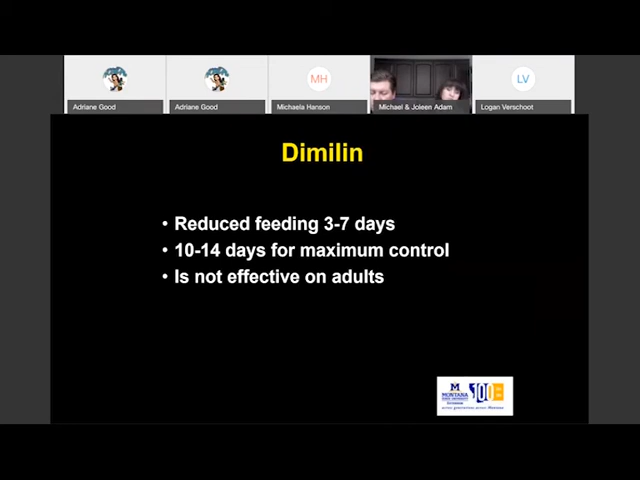 MH
LV
Adriane Good
Adriane Good
Michaela Hanson
Michael & Joleen Adam
Logan Verschoot
Dimilin
• Reduced feeding 3-7 days
• 10-14 days for maximum control
• Is not effective on adults
M
MONTANA
100